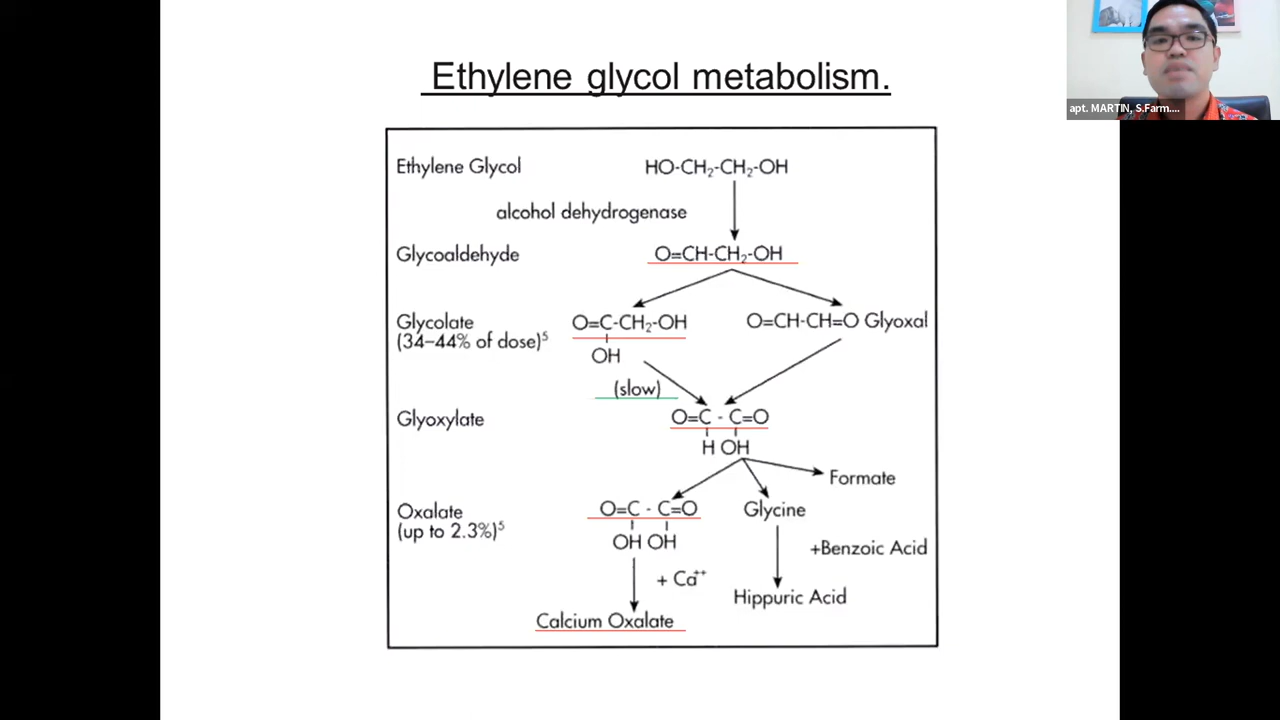 Ethylene glycol metabolism.
apt. MARTIN, S.Farm....
Ethylene Glycol HO-CH₂-CH₂-OH
alcohol dehydrogenase
Glycoaldehyde O=CH-CH₂-OH
Glycolate O=C-CH₂-OH O=CH-CH=O Glyoxal
(34–44% of dose)⁵
OH
(slow)
Glyoxylate O=C - C=O
H OH
Formate
Oxalate O=C - C=O Glycine
(up to 2.3%)⁵
OH OH +Benzoic Acid
+ Ca⁺⁺
Hippuric Acid
Calcium Oxalate